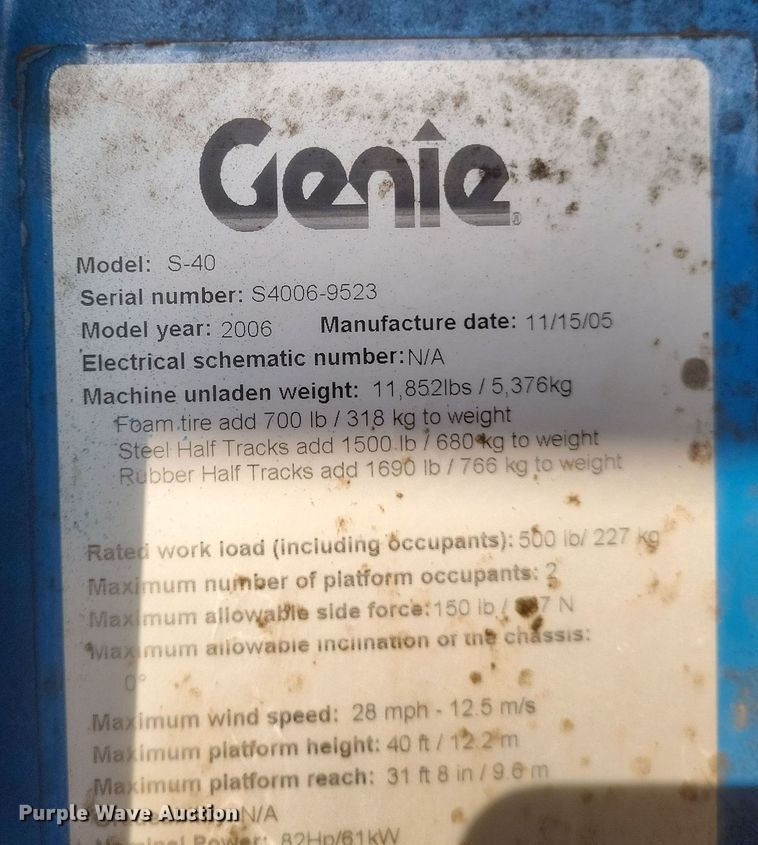 Genie®
Model: S-40
Serial number: S4006-9523
Model year: 2006 Manufacture date: 11/15/05
Electrical schematic number:N/A
Machine unladen weight: 11,852lbs / 5,376kg
Foam tire add 700 lb / 318 kg to weight
Steel Half Tracks add 1500 lb / 680 kg to weight
Rubber Half Tracks add 1690 lb / 766 kg to weight
Rated work load (including occupants): 500 lb/ 227 kg
Maximum number of platform occupants: 2
Maximum allowable side force:150 lb / N
Maximum allowable inclination of the chassis:
0°
Maximum wind speed: 28 mph - 12.5 m/s
Maximum platform height: 40 ft / 12.2 m
Maximum platform reach: 31 ft 8 in / 9.6 m
N/A
Nominal Power: 82Hp/61kW
Purple Wave Auction